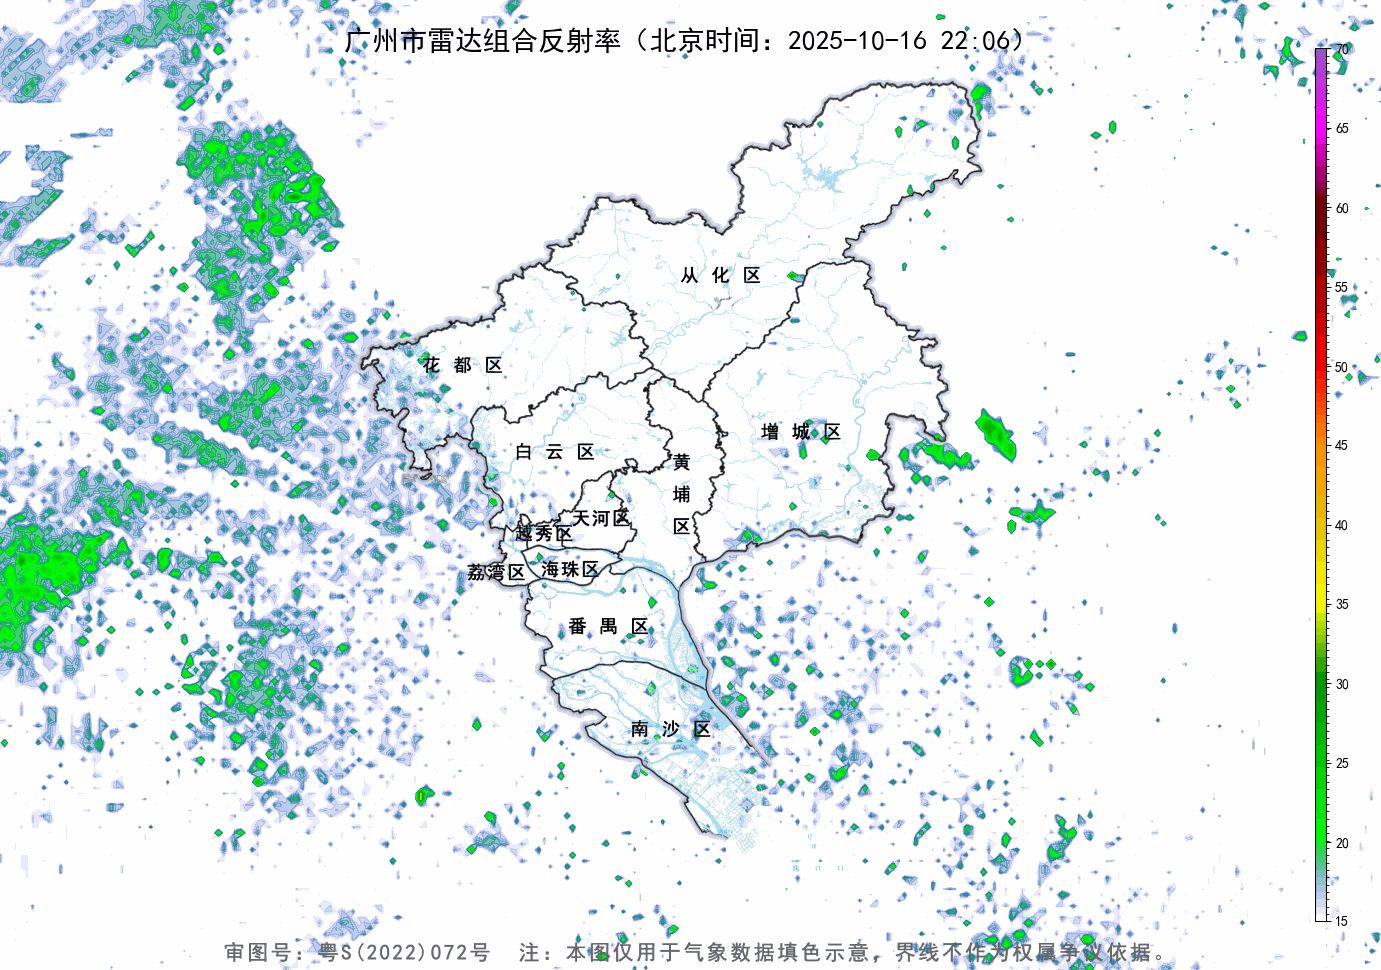 广州市雷达组合反射率（北京时间：2025-10-16 22:06）
70
65
60
55
50
45
40
35
30
25
20
15
从化区
花都区
增城区
白云区
黄埔区
天河区
越秀区
荔湾区
海珠区
番禺区
南沙区
审图号：粤S(2022)072号 注：本图仅用于气象数据填色示意，界线不作为权属争议依据。